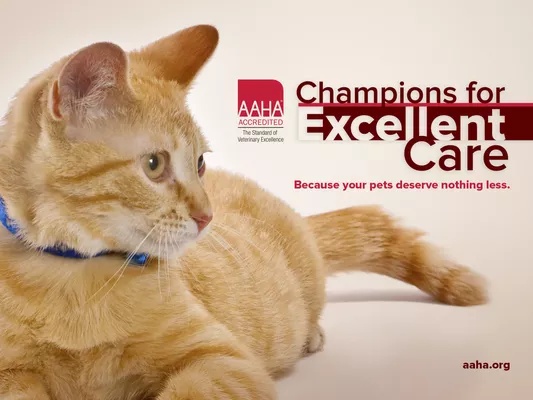 AAHA
ACCREDITED
The Standard of
Veterinary Excellence
Champions for
Excellent
Care
Because your pets deserve nothing less.
aaha.org